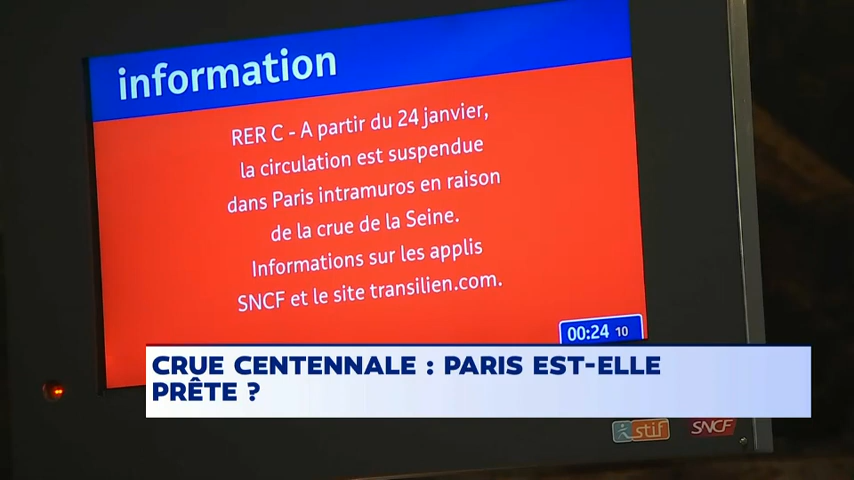 information
RER C - A partir du 24 janvier,
la circulation est suspendue
dans Paris intramuros en raison
de la crue de la Seine.
Informations sur les applis
SNCF et le site transilien.com.
00:24 10
CRUE CENTENNALE : PARIS EST-ELLE
PRÊTE ?
stif SNCF